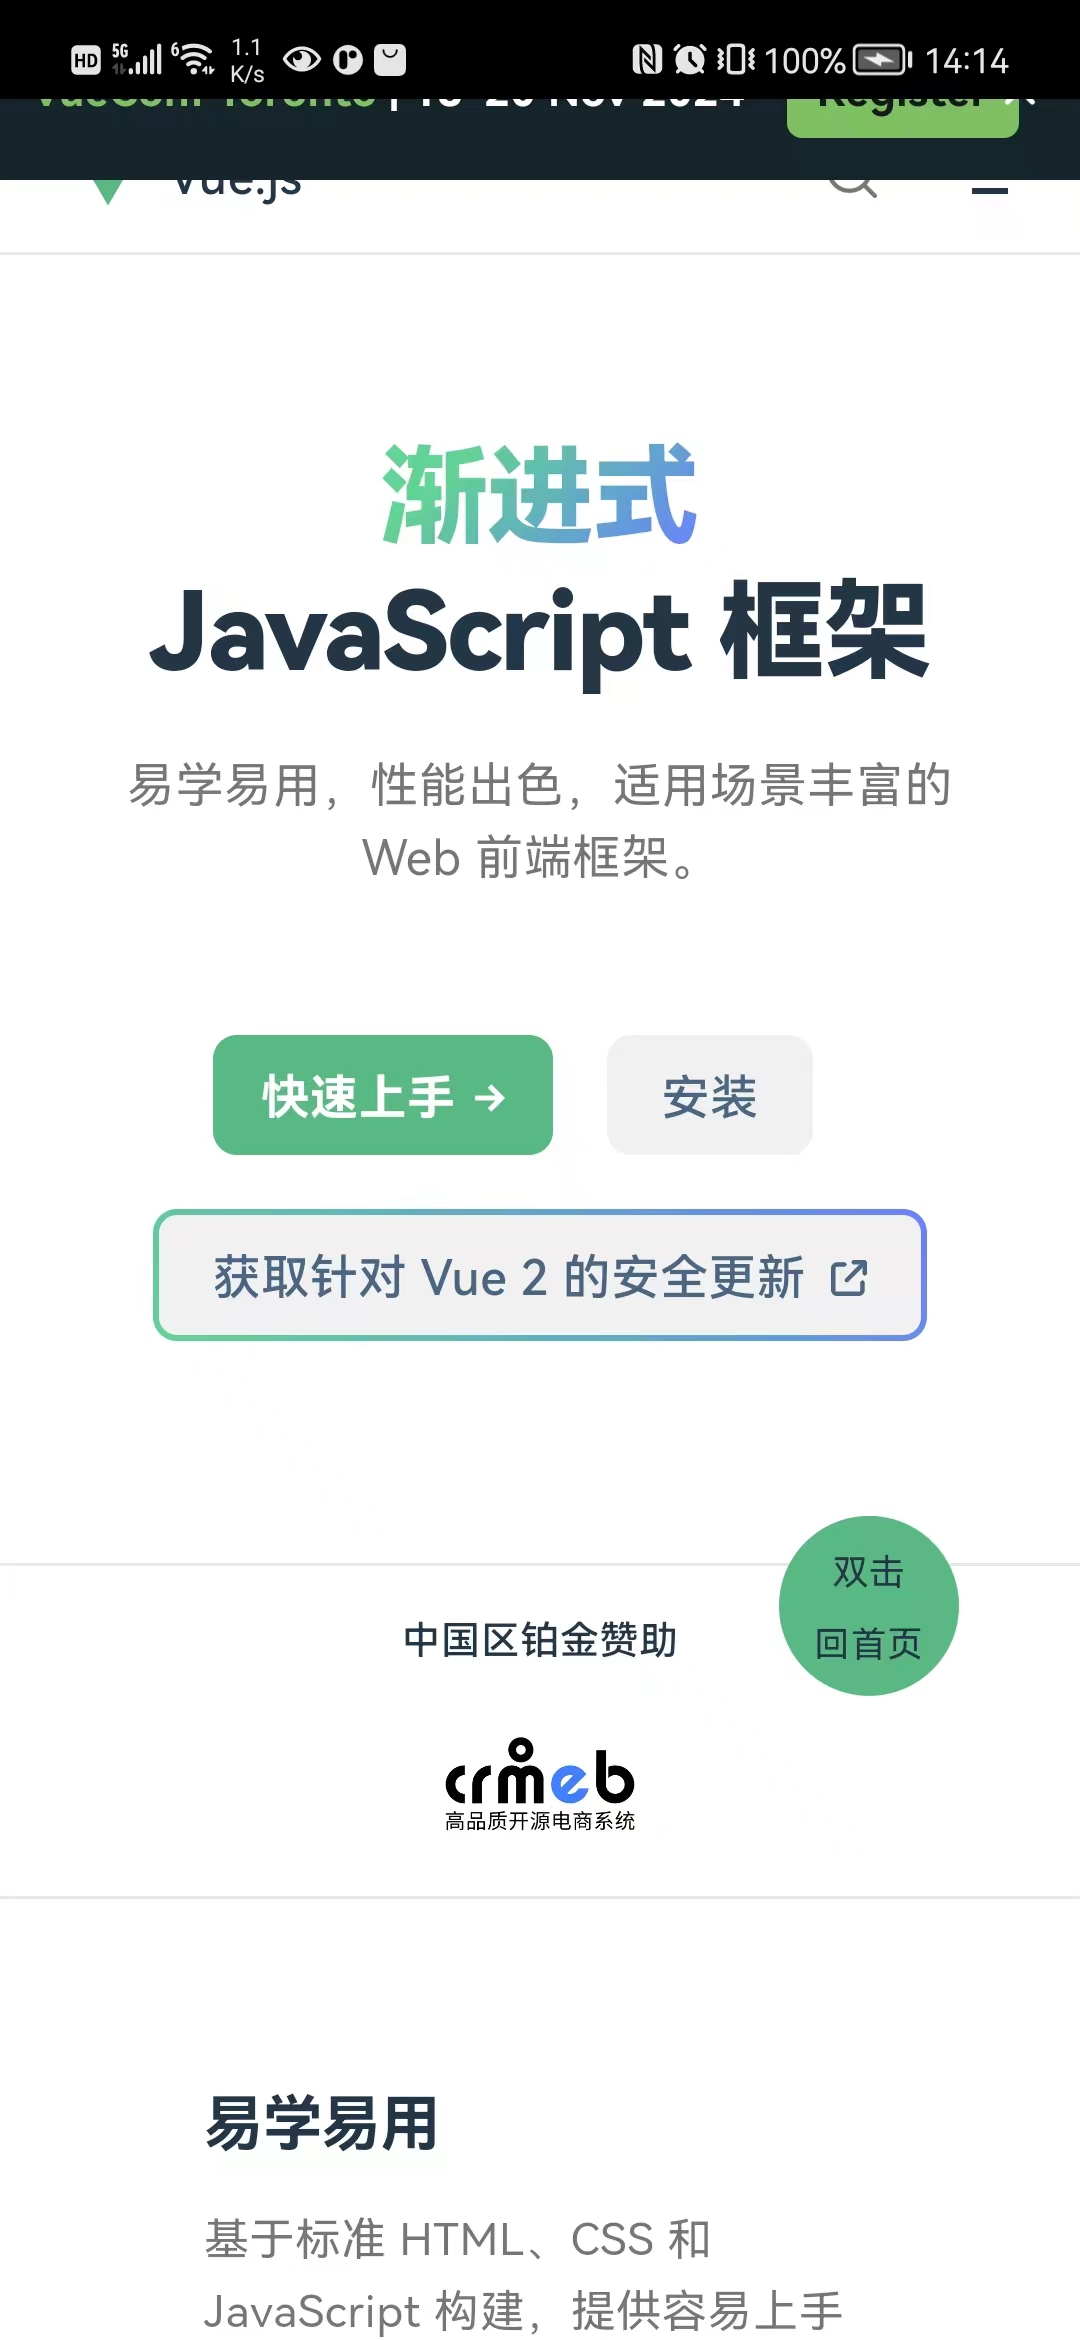 HD 5G 6 1.1 K/s 100% 14:14
VueConf Toronto | 18-20 Nov 2024 Register
Vue.js
渐进式
JavaScript 框架
易学易用，性能出色，适用场景丰富的
Web 前端框架。
快速上手 → 安装
获取针对 Vue 2 的安全更新
双击
回首页
中国区铂金赞助
crmeb
高品质开源电商系统
易学易用
基于标准 HTML、CSS 和
JavaScript 构建，提供容易上手